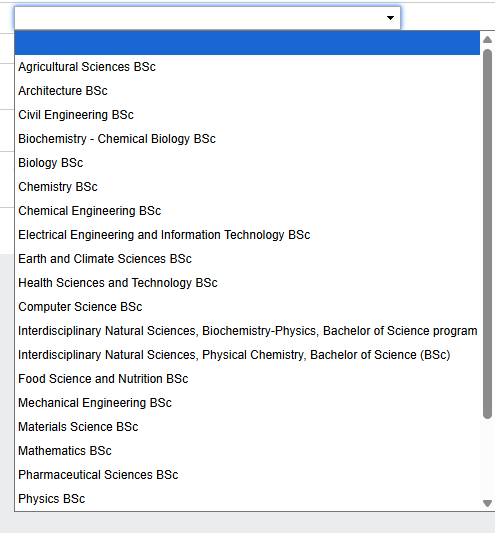 Agricultural Sciences BSc
Architecture BSc
Civil Engineering BSc
Biochemistry - Chemical Biology BSc
Biology BSc
Chemistry BSc
Chemical Engineering BSc
Electrical Engineering and Information Technology BSc
Earth and Climate Sciences BSc
Health Sciences and Technology BSc
Computer Science BSc
Interdisciplinary Natural Sciences, Biochemistry-Physics, Bachelor of Science program
Interdisciplinary Natural Sciences, Physical Chemistry, Bachelor of Science (BSc)
Food Science and Nutrition BSc
Mechanical Engineering BSc
Materials Science BSc
Mathematics BSc
Pharmaceutical Sciences BSc
Physics BSc